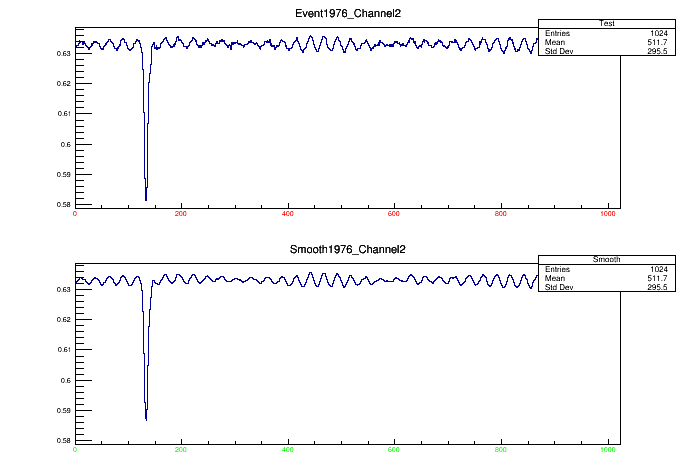 Event1976_Channel2
Test
Entries 1024
Mean 511.7
Std Dev 295.5
0.63
0.62
0.61
0.6
0.59
0.58
0 200 400 600 800 1000
Smooth1976_Channel2
Smooth
Entries 1024
Mean 511.7
Std Dev 295.5
0.63
0.62
0.61
0.6
0.59
0.58
0 200 400 600 800 1000